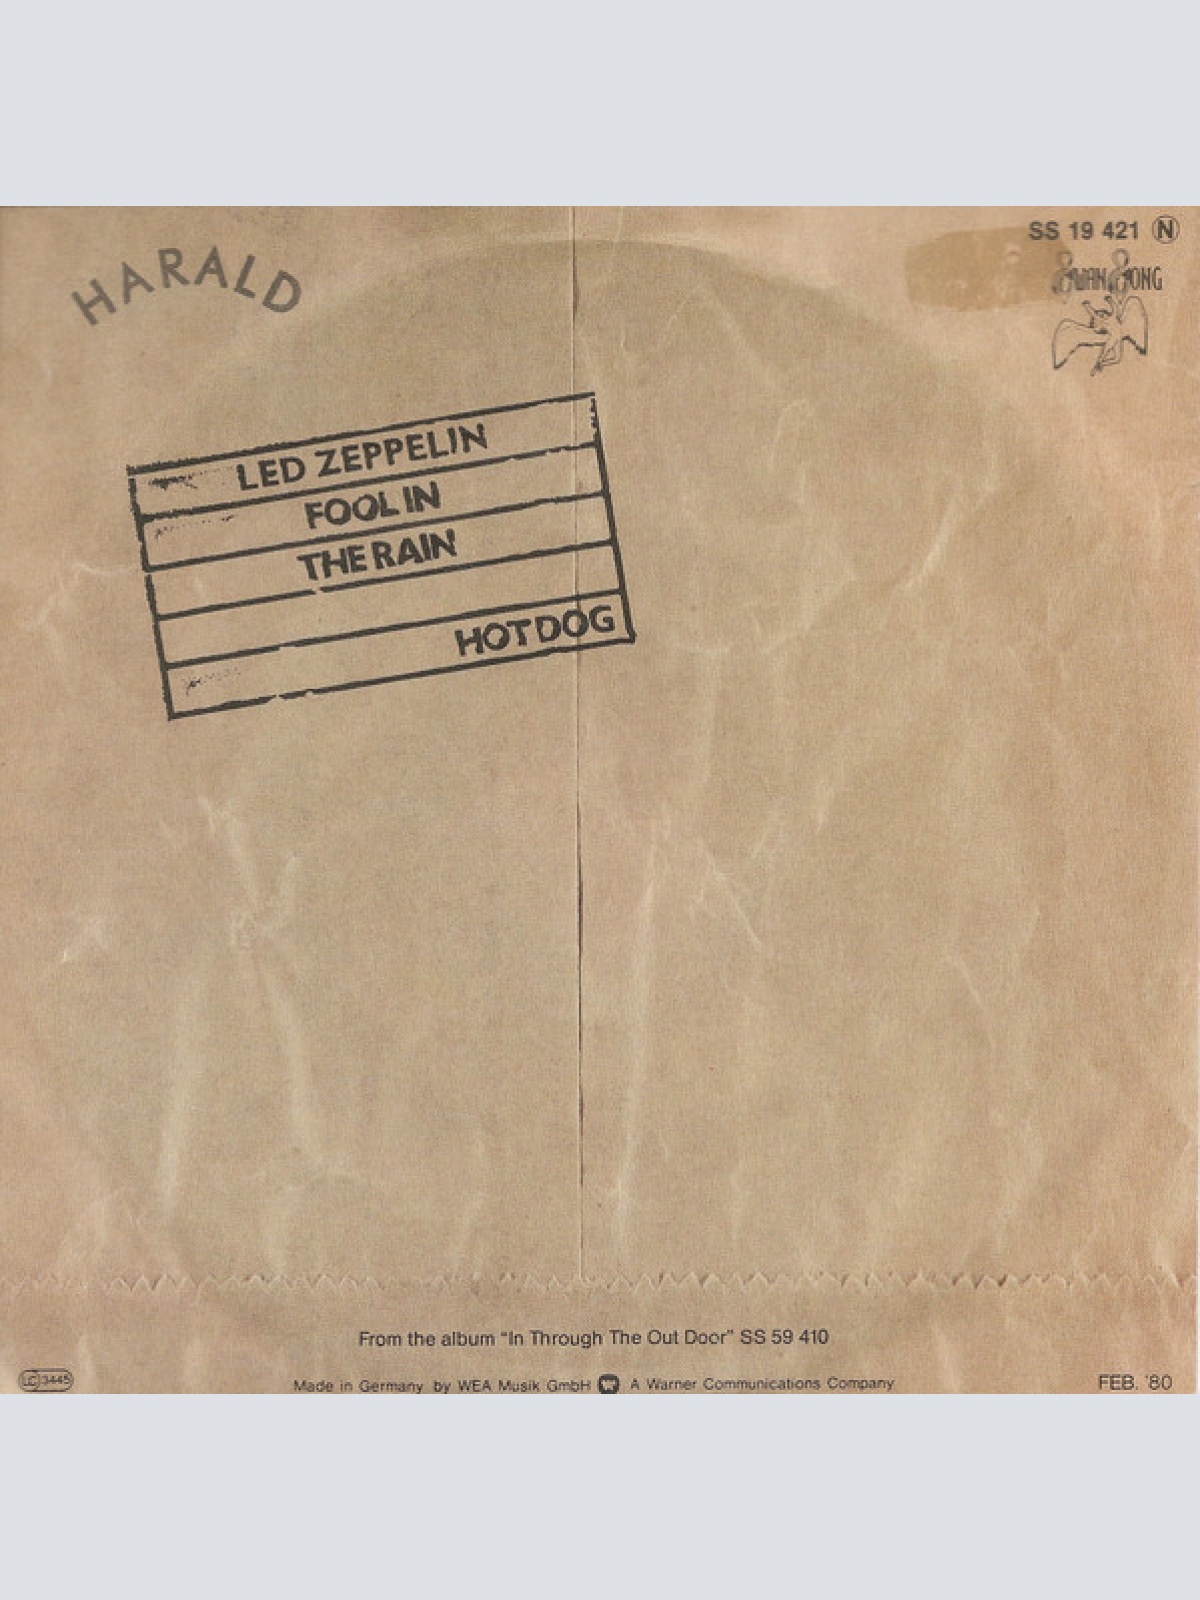 HARALD
SS 19 421 N
SWAN SONG
LED ZEPPELIN
FOOL IN
THE RAIN
HOT DOG
From the album "In Through The Out Door" SS 59 410
LC 3445
Made in Germany by WEA Musik GmbH A Warner Communications Company
FEB. '80